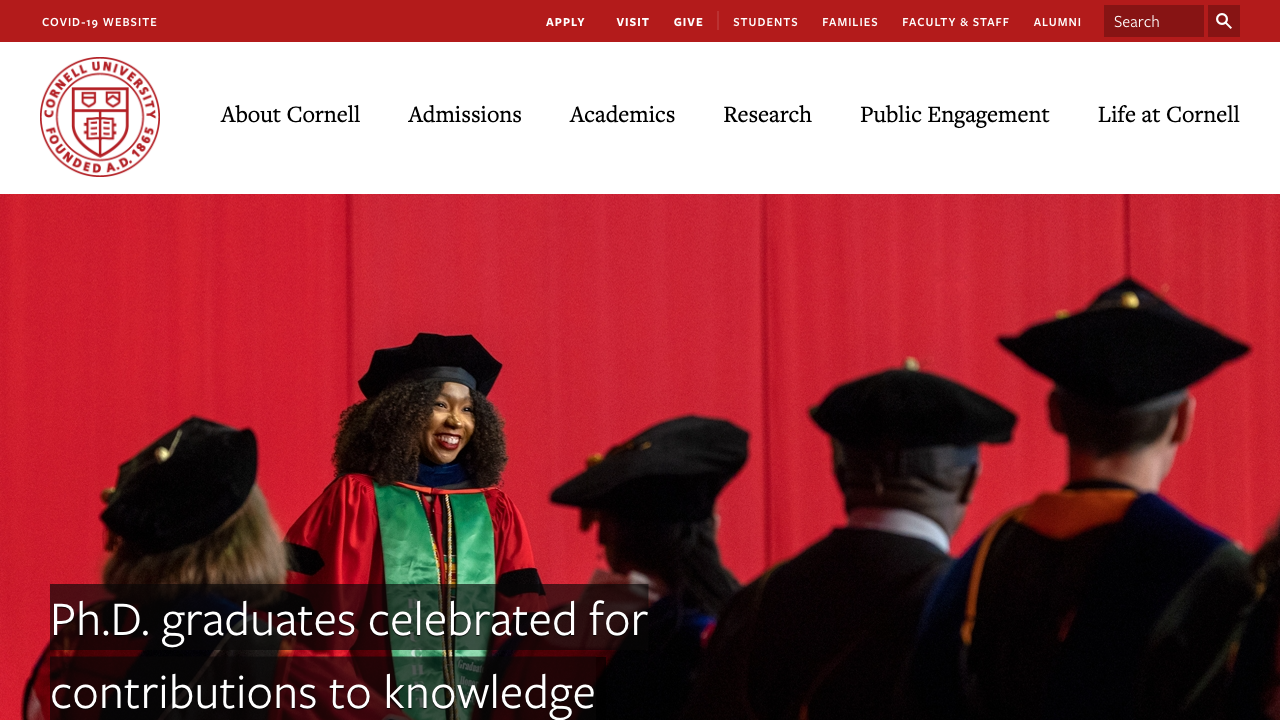 COVID-19 WEBSITE
APPLY VISIT GIVE STUDENTS FAMILIES FACULTY & STAFF ALUMNI Search
CORNELL UNIVERSITY FOUNDED A.D. 1865
About Cornell Admissions Academics Research Public Engagement Life at Cornell
Ph.D. graduates celebrated for
contributions to knowledge